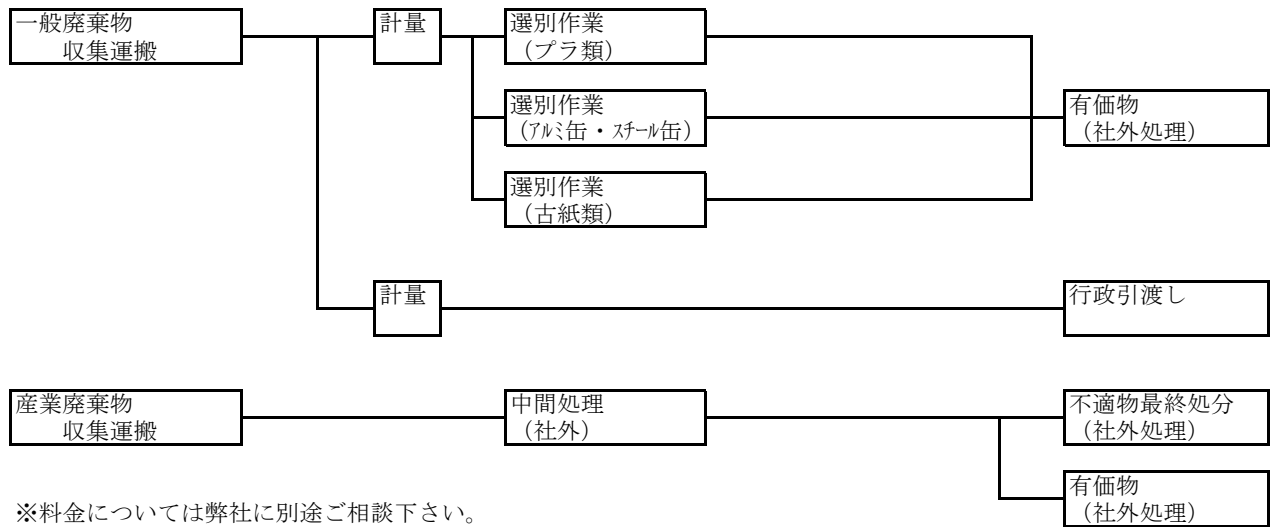 一般廃棄物
収集運搬
計量
選別作業
（プラ類）
選別作業
（ｱﾙﾐ缶・ｽﾁｰﾙ缶）
有価物
（社外処理）
選別作業
（古紙類）
計量
行政引渡し
産業廃棄物
収集運搬
中間処理
（社外）
不適物最終処分
（社外処理）
有価物
（社外処理）
※料金については弊社に別途ご相談下さい。